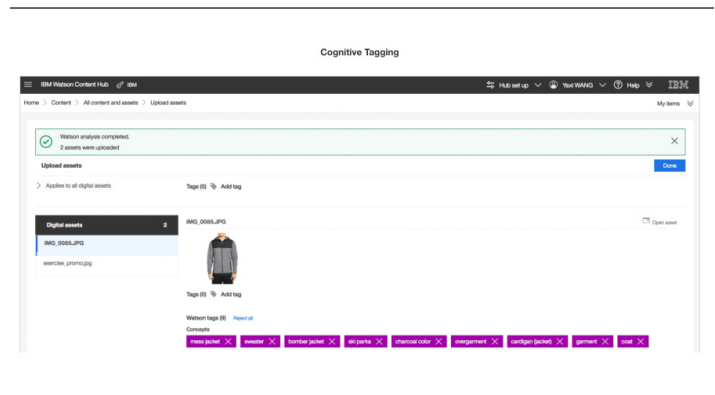 Cognitive Tagging
IBM Watson Content Hub IBM Hub set up Yaxi WANG Help IBM
Home > Content > All content and assets > Upload assets My items
Watson analysis completed.
2 assets were uploaded
Upload assets Done
Applies to all digital assets Tags (0) Add tag
Digital assets 2 IMG_0085.JPG Open asset
IMG_0085.JPG
exercise_promo.jpg
Tags (0) Add tag
Watson tags (9) Reject all
Concepts
mess jacket sweater bomber jacket ski parka charcoal color overgarment cardigan (jacket) garment coat